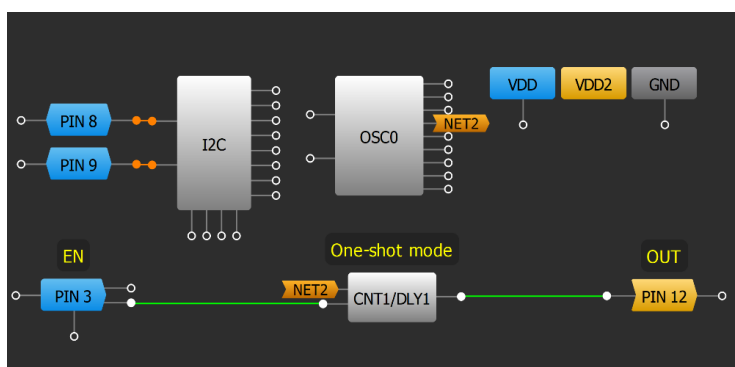 VDD VDD2 GND
PIN 8
I2C
OSC0
NET2
PIN 9
EN
One-shot mode
OUT
PIN 3
NET2
CNT1/DLY1
PIN 12